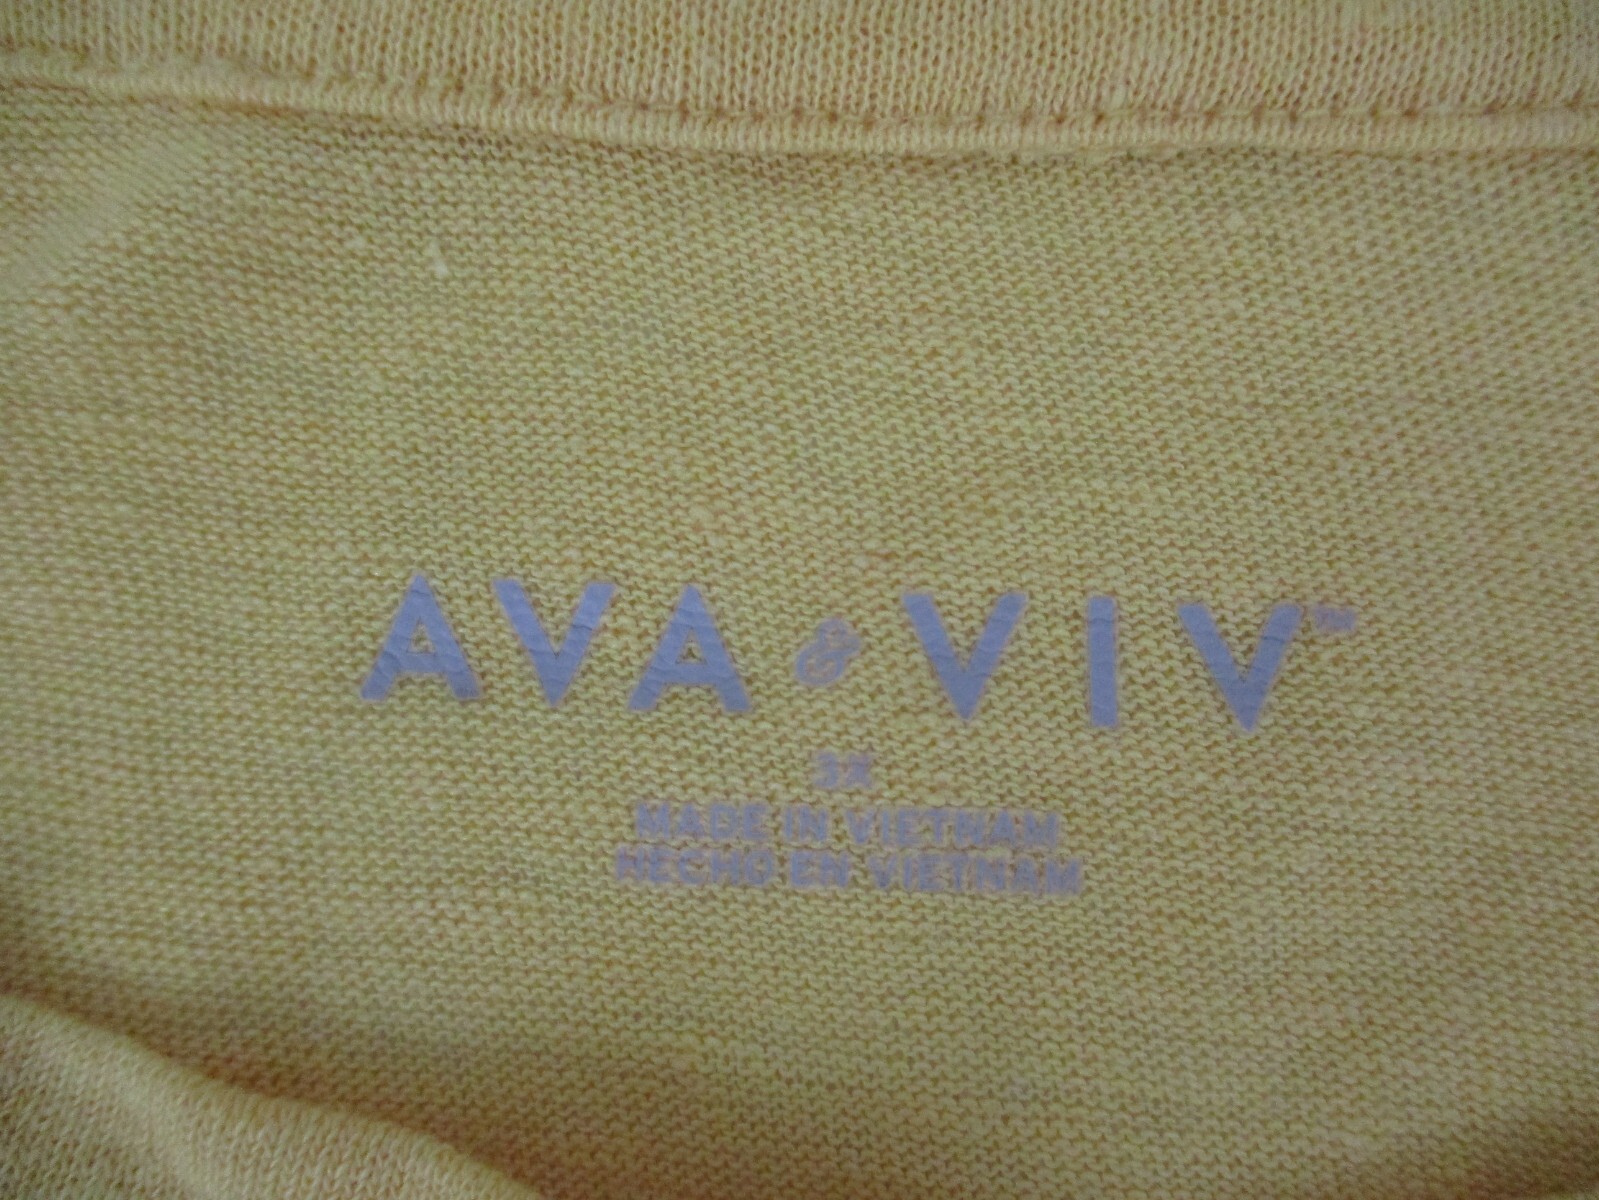 AVA & VIV™
3X
MADE IN VIETNAM
HECHO EN VIETNAM